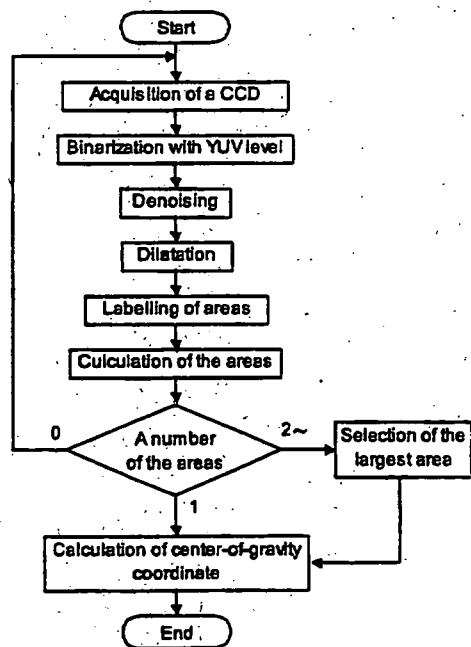 Start
Acquisition of a CCD
Binarization with YUV level
Denoising
Dilatation
Labelling of areas
Culculation of the areas
0
A number
of the areas
2~
Selection of the
largest area
1
Calculation of center-of-gravity
coordinate
End